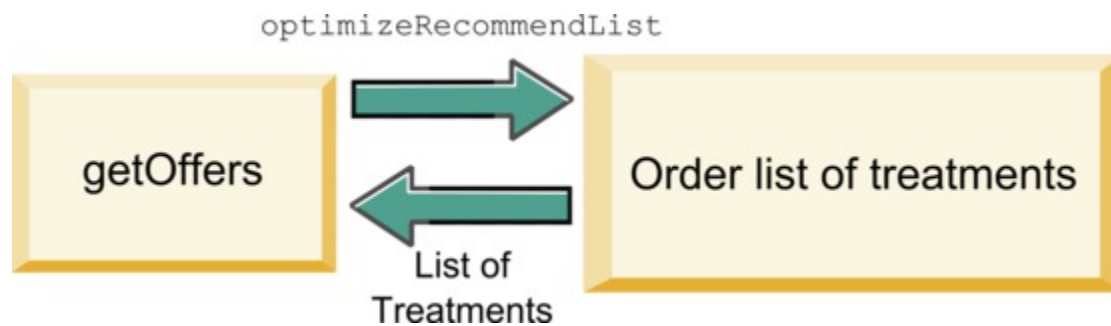 optimizeRecommendList
getOffers
Order list of treatments
List of
Treatments